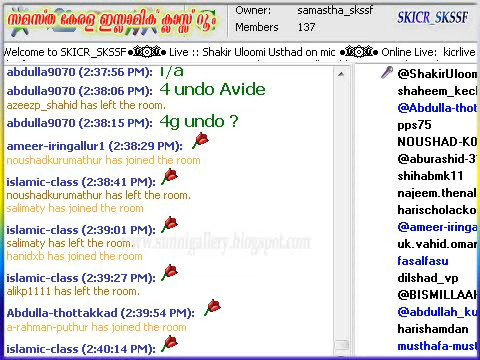 സമസ്ത കേരള ഇസ്ലാമിക് ക്ലാസ്സ് റൂം
Owner: samastha_skssf
Members 137
SKICR_SKSSF
Welcome to SKICR_SKSSF Live :: Shakir Uloomi Usthad on mic Online Live: kicrlive
abdulla9070 (2:37:56 PM): r/a
abdulla9070 (2:38:06 PM): 4 undo Avide
azeezp_shahid has left the room.
abdulla9070 (2:38:15 PM): 4g undo ?
ameer-iringallur1 (2:38:29 PM):
noushadkurumathur has joined the room
islamic-class (2:38:41 PM):
noushadkurumathur has left the room.
salimaty has joined the room
islamic-class (2:39:01 PM):
salimaty has left the room.
hanidxb has joined the room
islamic-class (2:39:27 PM):
alikp1111 has left the room.
Abdulla-thottakkad (2:39:54 PM):
a-rahman-puthur has joined the room
islamic-class (2:40:14 PM):
www.sunnigallery.blogspot.com
@ShakirUloom
shaheem_kecl
@Abdulla-thot
pps75
NOUSHAD-KO
@aburashid-3
shihabmk11
najeem.thenal
harischolacko
@ameer-iringa
uk.vahid.omar
fasalfasu
dilshad_vp
@BISMILLAAH
@abdullah_ku
harishamdan
musthafa-must